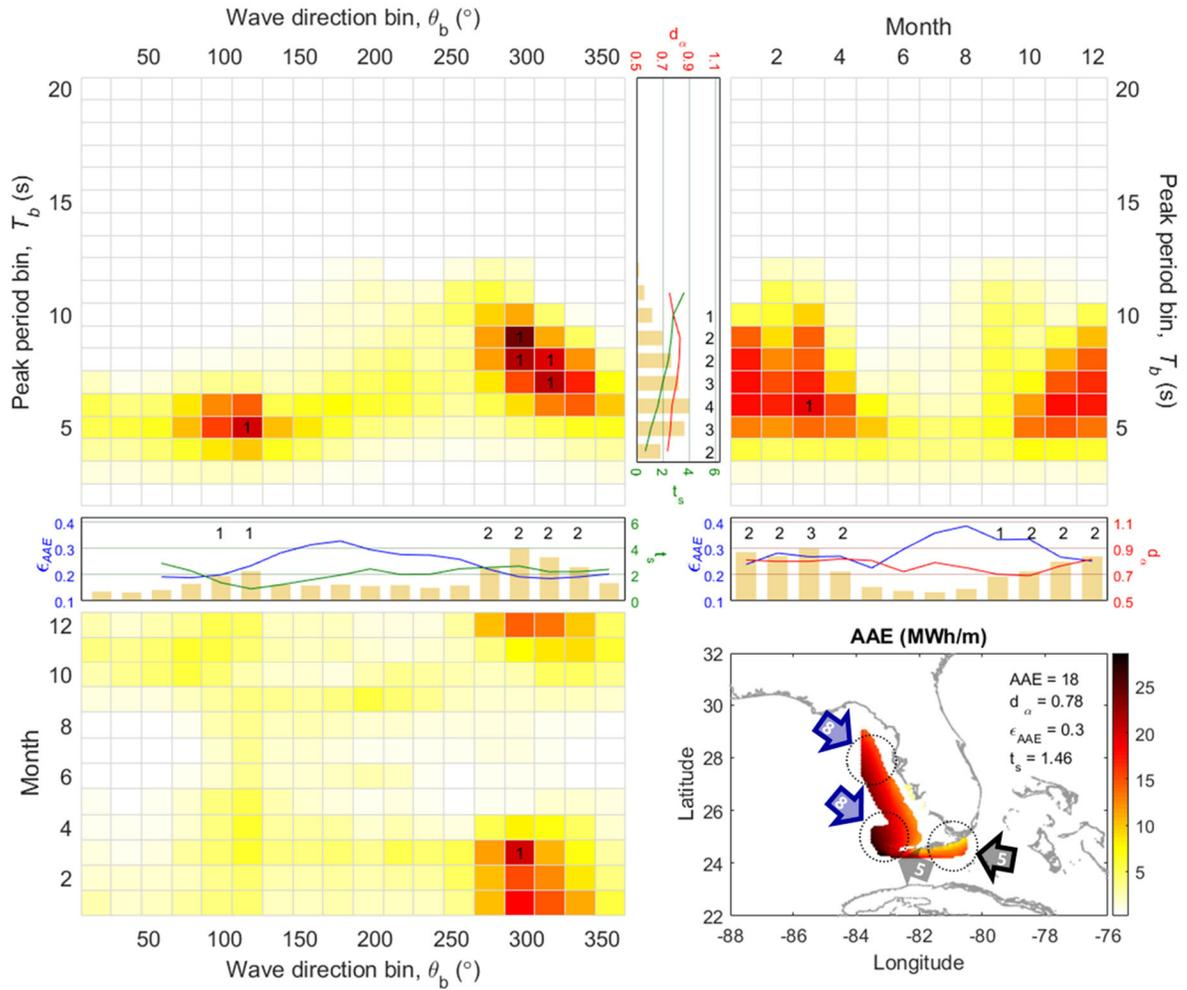 Wave direction bin, θb (°)
Month
50 100 150 200 250 300 350
dα
0.5 0.7 0.9 1.1
2 4 6 8 10 12
20
15
10
5
Peak period bin, Tb (s)
1
1 1
1
1
1
2
2
3
4
3
2
0 2 4 6
ts
1
20
15
10
5
Peak period bin, Tb (s)
0.4
0.3
0.2
0.1
ϵAAE
1 1 2 2 2 2
6
4
2
0
ts
0.4
0.3
0.2
0.1
ϵAAE
2 2 3 2 1 2 2 2
1.1
0.9
0.7
0.5
dα
12
10
8
6
4
2
Month
1
50 100 150 200 250 300 350
Wave direction bin, θb (°)
AAE (MWh/m)
32
30
28
26
24
22
Latitude
AAE = 18
dα = 0.78
ϵAAE = 0.3
ts = 1.46
8
8
5
5
25
20
15
10
5
-88 -86 -84 -82 -80 -78 -76
Longitude